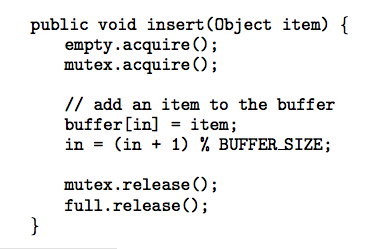 public void insert(Object item) {
empty.acquire();
mutex.acquire();
// add an item to the buffer
buffer[in] = item;
in = (in + 1) % BUFFER_SIZE;
mutex.release();
full.release();
}